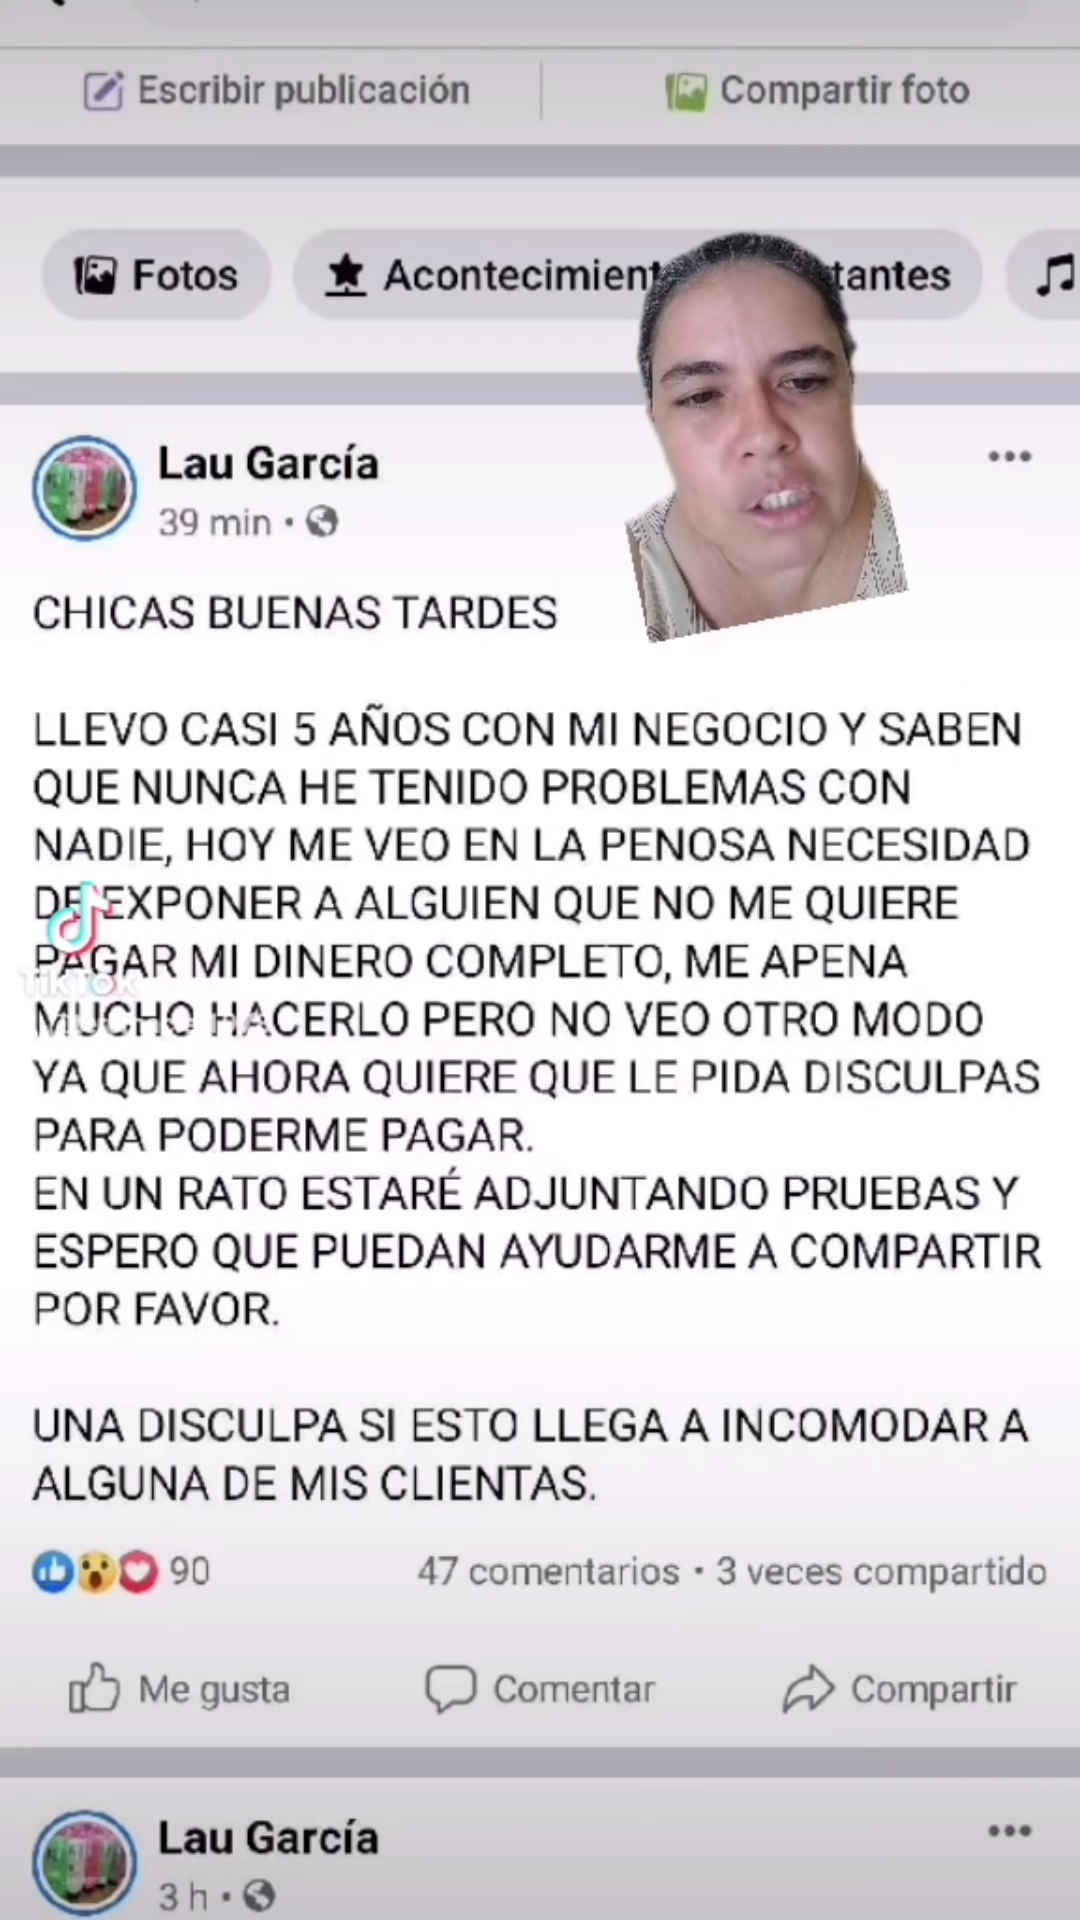 Escribir publicación
Compartir foto
Fotos
Acontecimient tantes
Lau García
39 min
CHICAS BUENAS TARDES
LLEVO CASI 5 AÑOS CON MI NEGOCIO Y SABEN
QUE NUNCA HE TENIDO PROBLEMAS CON
NADIE, HOY ME VEO EN LA PENOSA NECESIDAD
DE EXPONER A ALGUIEN QUE NO ME QUIERE
PAGAR MI DINERO COMPLETO, ME APENA
MUCHO HACERLO PERO NO VEO OTRO MODO
YA QUE AHORA QUIERE QUE LE PIDA DISCULPAS
PARA PODERME PAGAR.
EN UN RATO ESTARÉ ADJUNTANDO PRUEBAS Y
ESPERO QUE PUEDAN AYUDARME A COMPARTIR
POR FAVOR.
UNA DISCULPA SI ESTO LLEGA A INCOMODAR A
ALGUNA DE MIS CLIENTAS.
TikTok
90
47 comentarios • 3 veces compartido
Me gusta
Comentar
Compartir
Lau García
3 h